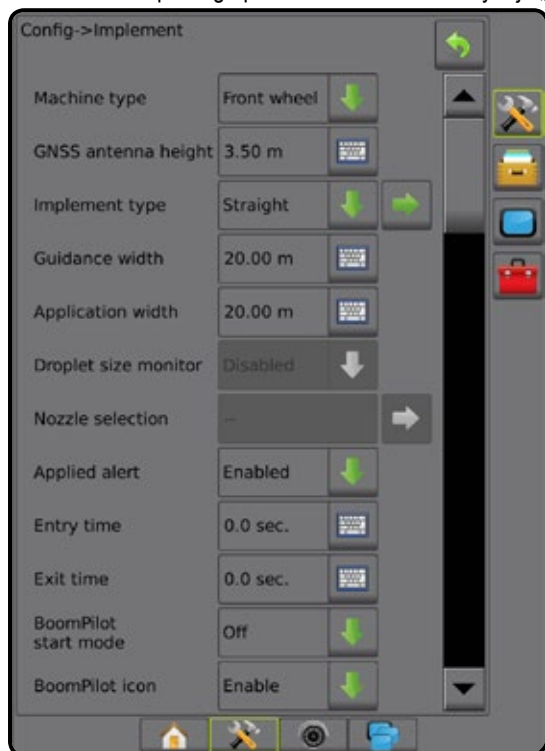 Config->Implement
Machine type Front wheel
GNSS antenna height 3.50 m
Implement type Straight
Guidance width 20.00 m
Application width 20.00 m
Droplet size monitor Disabled
Nozzle selection --
Applied alert Enabled
Entry time 0.0 sec.
Exit time 0.0 sec.
BoomPilot
start mode Off
BoomPilot icon Enable